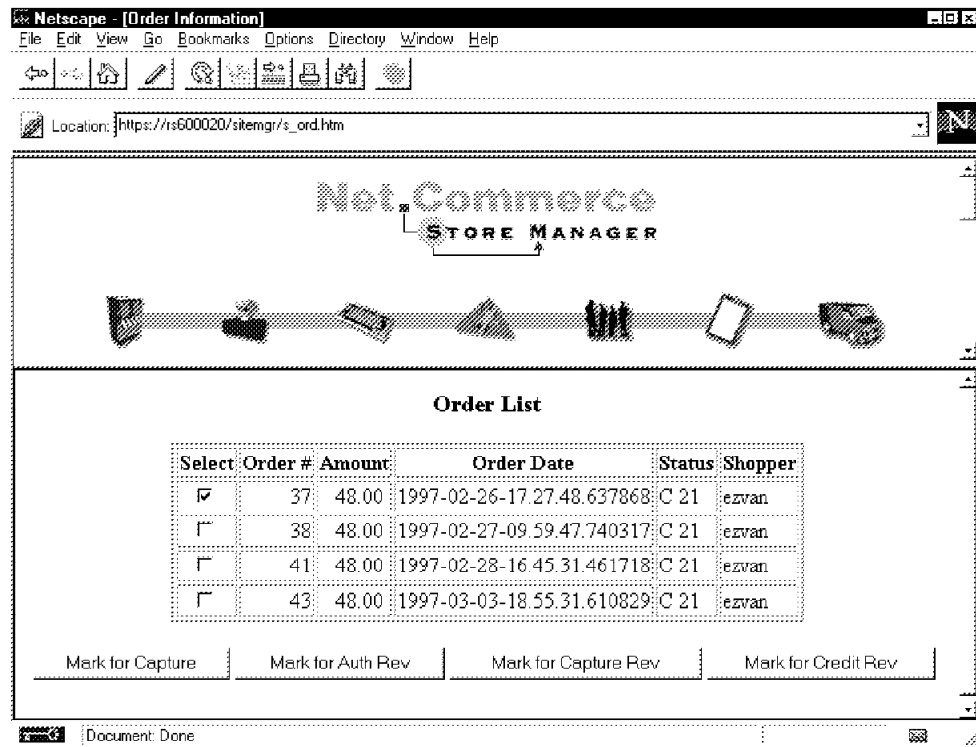 Netscape - [Order Information]
File Edit View Go Bookmarks Options Directory Window Help
Location: https://rs600020/sitemgr/s_ord.htm
N
Net.Commerce
STORE MANAGER
Order List
Select Order # Amount Order Date Status Shopper
37 48.00 1997-02-26-17.27.48.637868 C 21 ezvan
38 48.00 1997-02-27-09.59.47.740317 C 21 ezvan
41 48.00 1997-02-28-16.45.31.461718 C 21 ezvan
43 48.00 1997-03-03-18.55.31.610829 C 21 ezvan
Mark for Capture Mark for Auth Rev Mark for Capture Rev Mark for Credit Rev
Document: Done